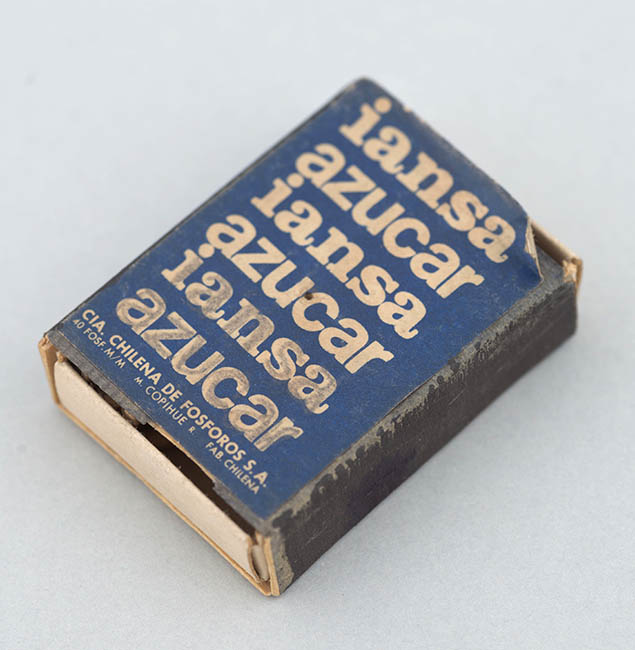 iansa
azucar
iansa
azucar
iansa
azucar
CIA. CHILENA DE FOSFOROS S.A.
40 FOSF. M/M M. COPIHUE R FAB. CHILENA